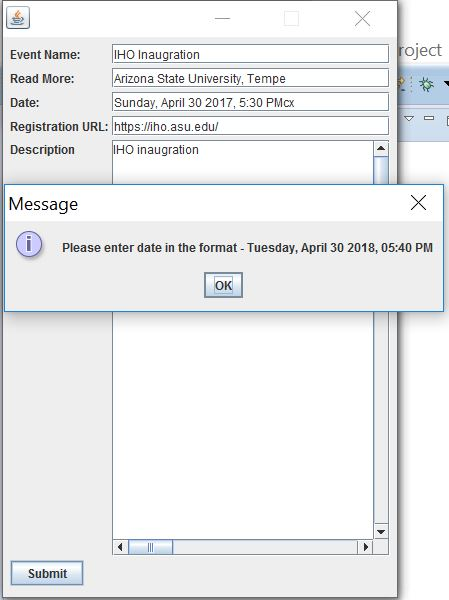 Event Name: IHO Inaugration
roject
Read More: Arizona State University, Tempe
Date: Sunday, April 30 2017, 5:30 PMcx
Registration URL: https://iho.asu.edu/
Description IHO inaugration
Message
Please enter date in the format - Tuesday, April 30 2018, 05:40 PM
OK
Submit